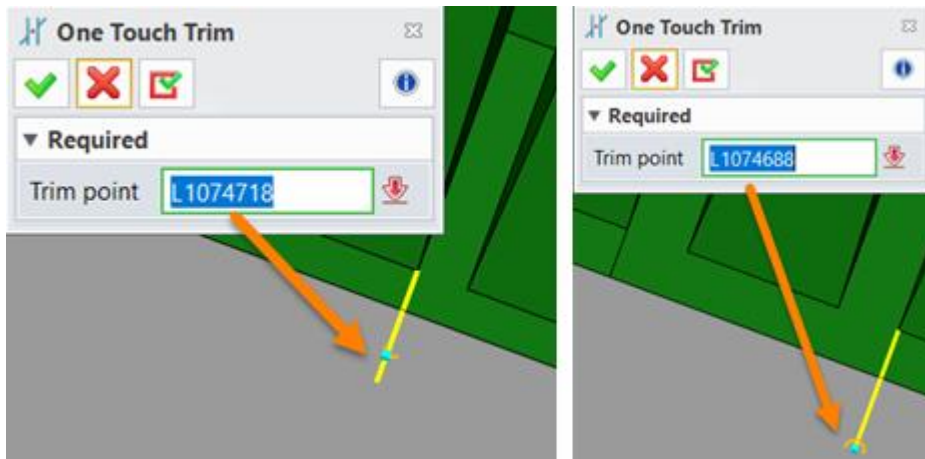 One Touch Trim
Required
Trim point L1074718
One Touch Trim
Required
Trim point L1074688